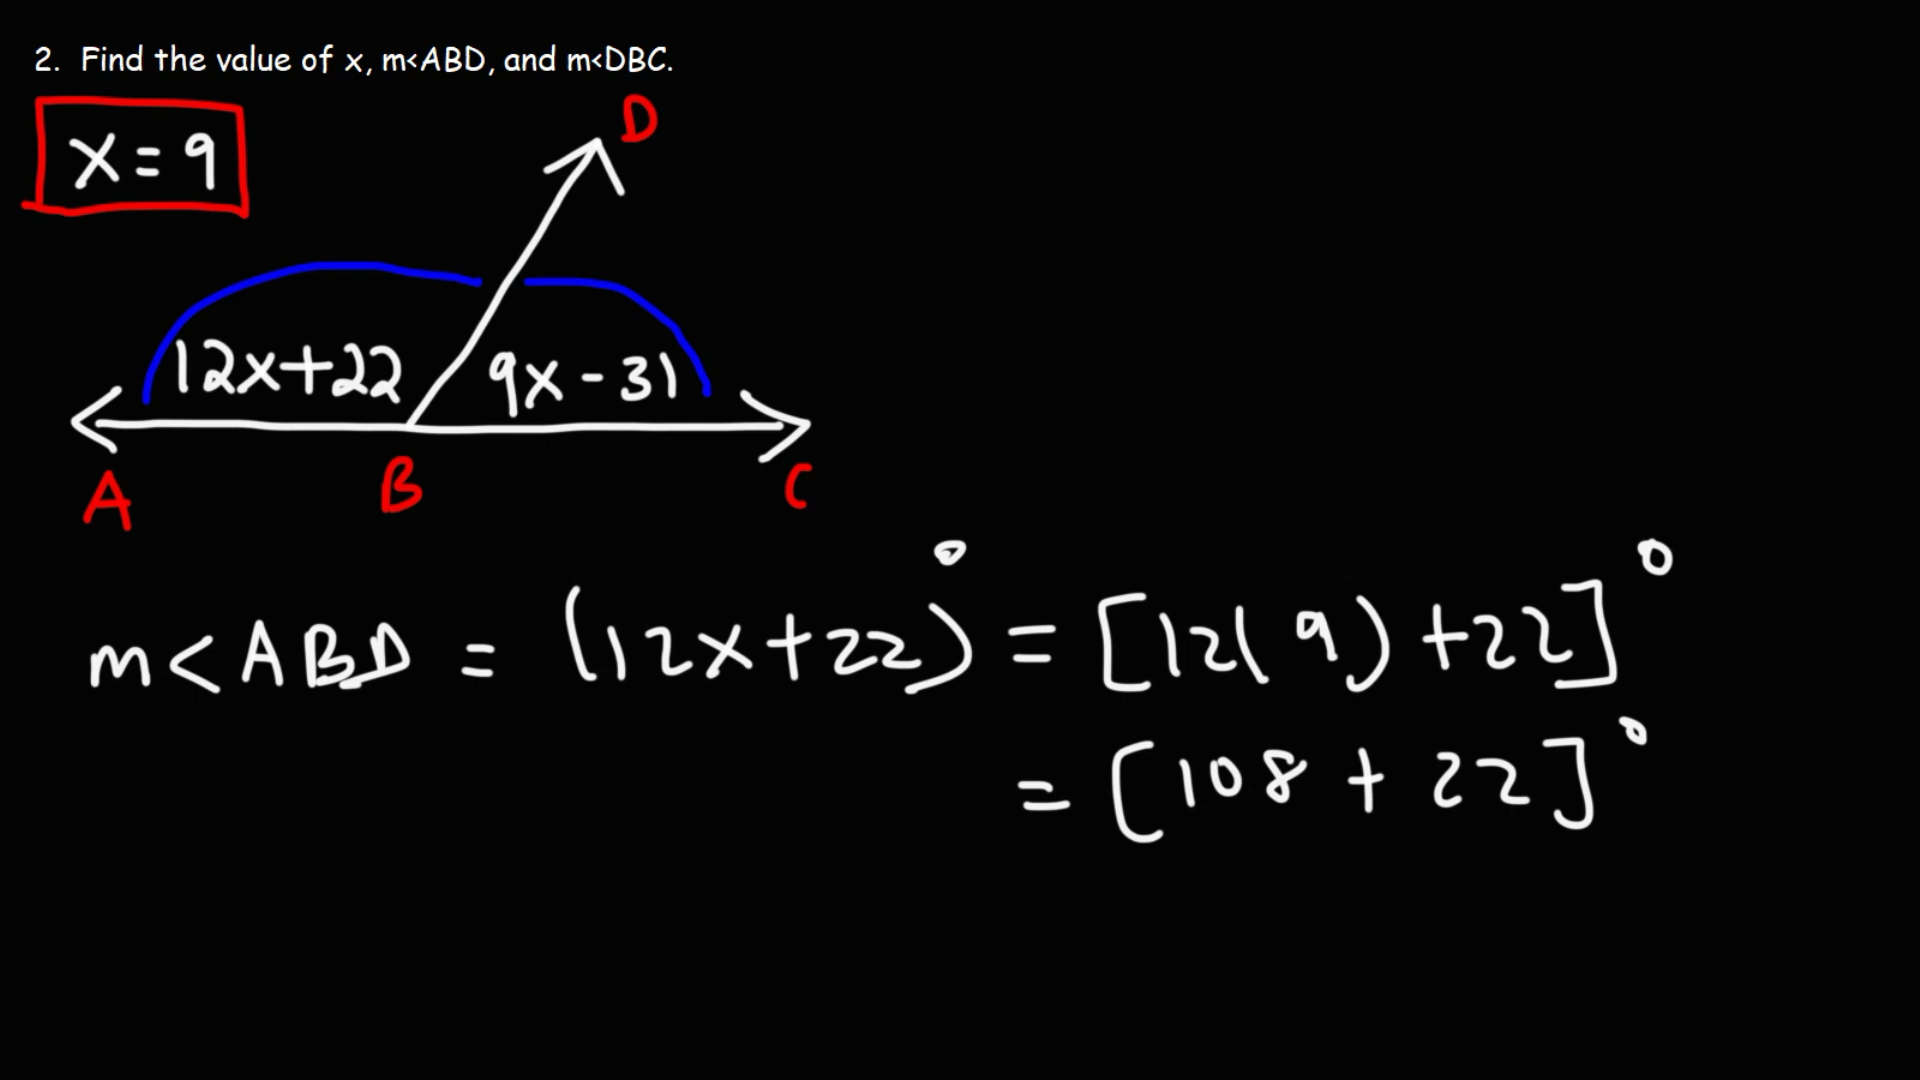 2. Find the value of x, m<ABD, and m<DBC.
x = 9
D
12x+22
9x-31
A
B
C
m<ABD = (12x+22)° = [12(9)+22]°
= [108 + 22]°